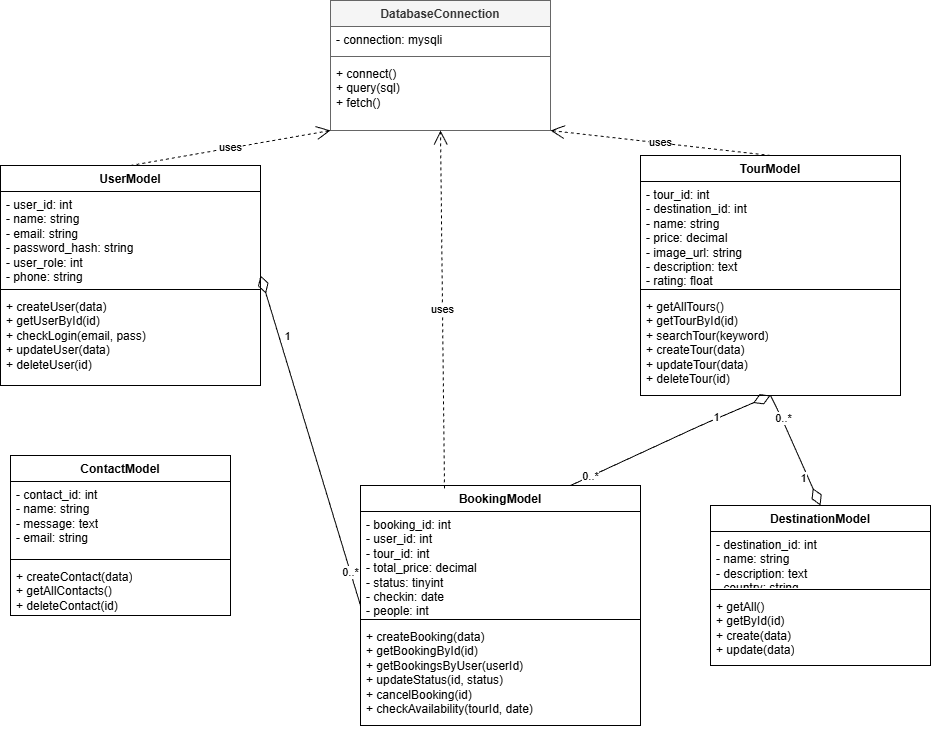 DatabaseConnection
- connection: mysqli
+ connect()
+ query(sql)
+ fetch()
uses
uses
uses
UserModel
- user_id: int
- name: string
- email: string
- password_hash: string
- user_role: int
- phone: string
+ createUser(data)
+ getUserById(id)
+ checkLogin(email, pass)
+ updateUser(data)
+ deleteUser(id)
TourModel
- tour_id: int
- destination_id: int
- name: string
- price: decimal
- image_url: string
- description: text
- rating: float
+ getAllTours()
+ getTourById(id)
+ searchTour(keyword)
+ createTour(data)
+ updateTour(data)
+ deleteTour(id)
1
0..*
1
0..*
0..*
1
ContactModel
- contact_id: int
- name: string
- message: text
- email: string
+ createContact(data)
+ getAllContacts()
+ deleteContact(id)
BookingModel
- booking_id: int
- user_id: int
- tour_id: int
- total_price: decimal
- status: tinyint
- checkin: date
- people: int
+ createBooking(data)
+ getBookingById(id)
+ getBookingsByUser(userId)
+ updateStatus(id, status)
+ cancelBooking(id)
+ checkAvailability(tourId, date)
DestinationModel
- destination_id: int
- name: string
- description: text
- country: string
+ getAll()
+ getById(id)
+ create(data)
+ update(data)